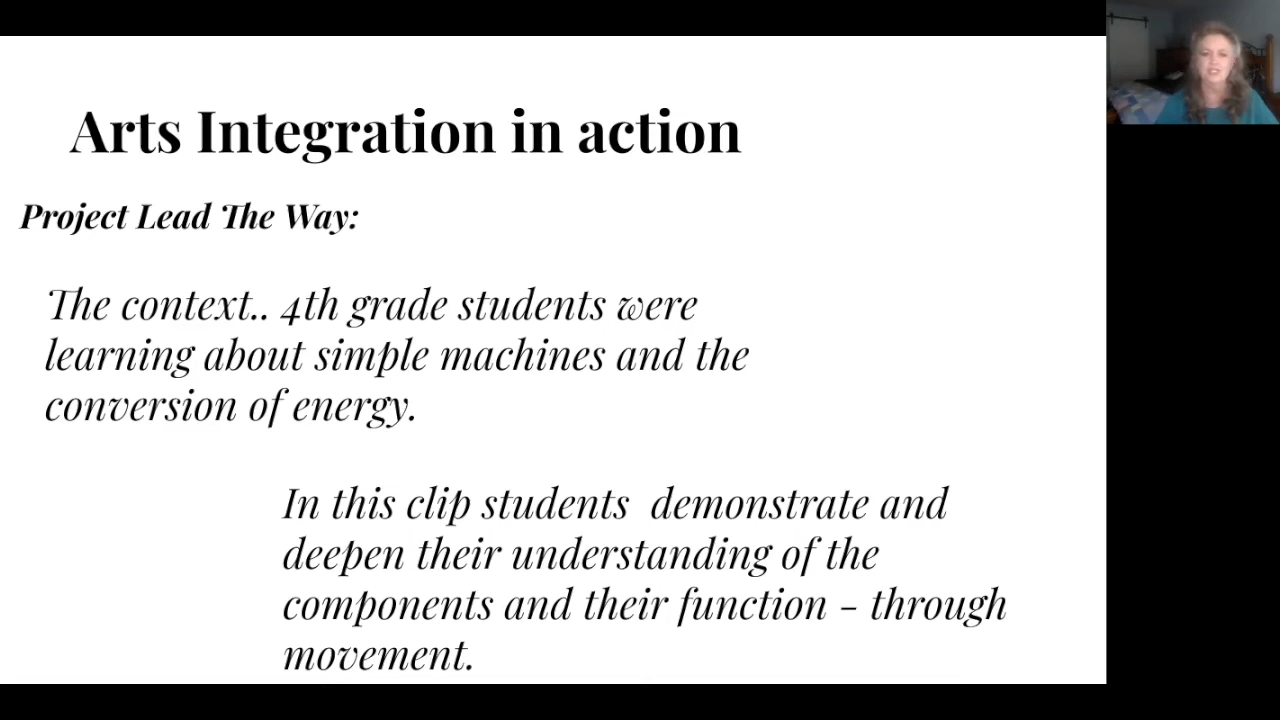 Arts Integration in action
Project Lead The Way:
The context.. 4th grade students were
learning about simple machines and the
conversion of energy.
In this clip students  demonstrate and
deepen their understanding of the
components and their function - through
movement.